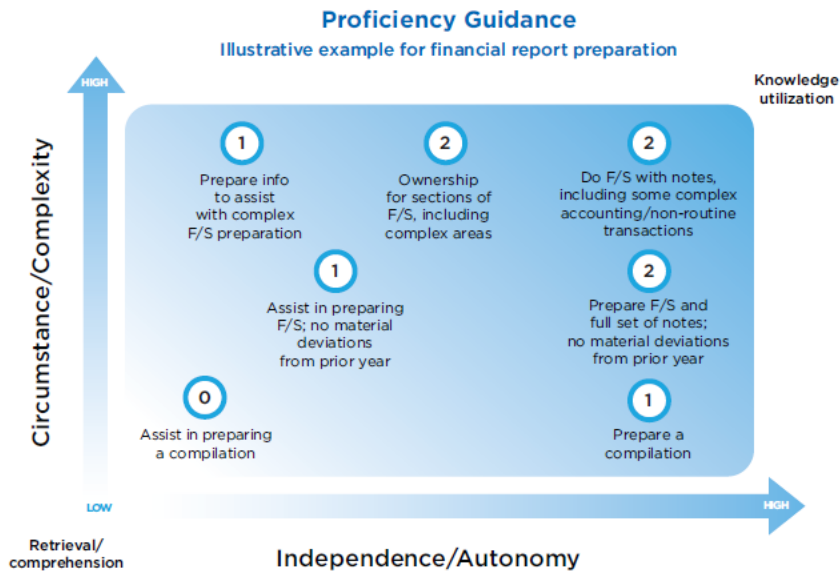 Proficiency Guidance
Illustrative example for financial report preparation
HIGH
Knowledge
utilization
Circumstance/Complexity
1
Prepare info
to assist
with complex
F/S preparation
2
Ownership
for sections of
F/S, including
complex areas
2
Do F/S with notes,
including some complex
accounting/non-routine
transactions
1
Assist in preparing
F/S; no material
deviations
from prior year
2
Prepare F/S and
full set of notes;
no material deviations
from prior year
0
Assist in preparing
a compilation
1
Prepare a
compilation
LOW
HIGH
Retrieval/
comprehension
Independence/Autonomy